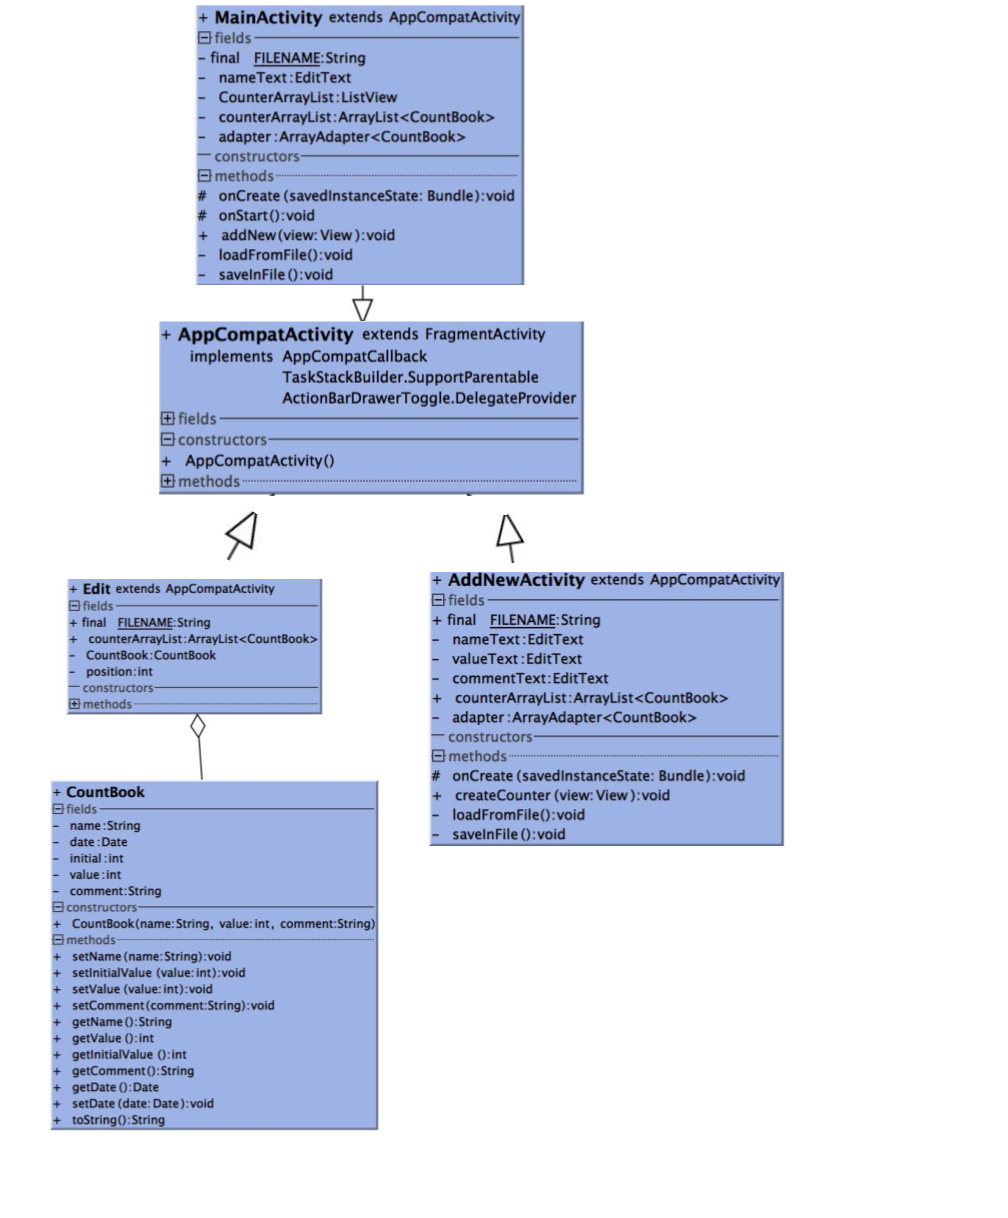 + MainActivity extends AppCompatActivity
fields
- final FILENAME:String
- nameText:EditText
- CounterArrayList:ListView
- counterArrayList:ArrayList<CountBook>
- adapter:ArrayAdapter<CountBook>
constructors
methods
# onCreate(savedInstanceState: Bundle):void
# onStart():void
+ addNew(view: View):void
- loadFromFile():void
- saveInFile():void
+ AppCompatActivity extends FragmentActivity
implements AppCompatCallback
TaskStackBuilder.SupportParentable
ActionBarDrawerToggle.DelegateProvider
fields
constructors
+ AppCompatActivity()
methods
+ Edit extends AppCompatActivity
fields
+ final FILENAME:String
+ counterArrayList:ArrayList<CountBook>
- CountBook:CountBook
- position:int
constructors
methods
+ AddNewActivity extends AppCompatActivity
fields
+ final FILENAME:String
- nameText:EditText
- valueText:EditText
- commentText:EditText
+ counterArrayList:ArrayList<CountBook>
- adapter:ArrayAdapter<CountBook>
constructors
methods
# onCreate(savedInstanceState: Bundle):void
+ createCounter(view: View):void
- loadFromFile():void
- saveInFile():void
+ CountBook
fields
- name:String
- date:Date
- initial:int
- value:int
- comment:String
constructors
+ CountBook(name:String, value:int, comment:String)
methods
+ setName(name:String):void
+ setInitialValue (value:int):void
+ setValue (value:int):void
+ setComment(comment:String):void
+ getName():String
+ getValue():int
+ getInitialValue ():int
+ getComment():String
+ getDate():Date
+ setDate(date: Date):void
+ toString():String